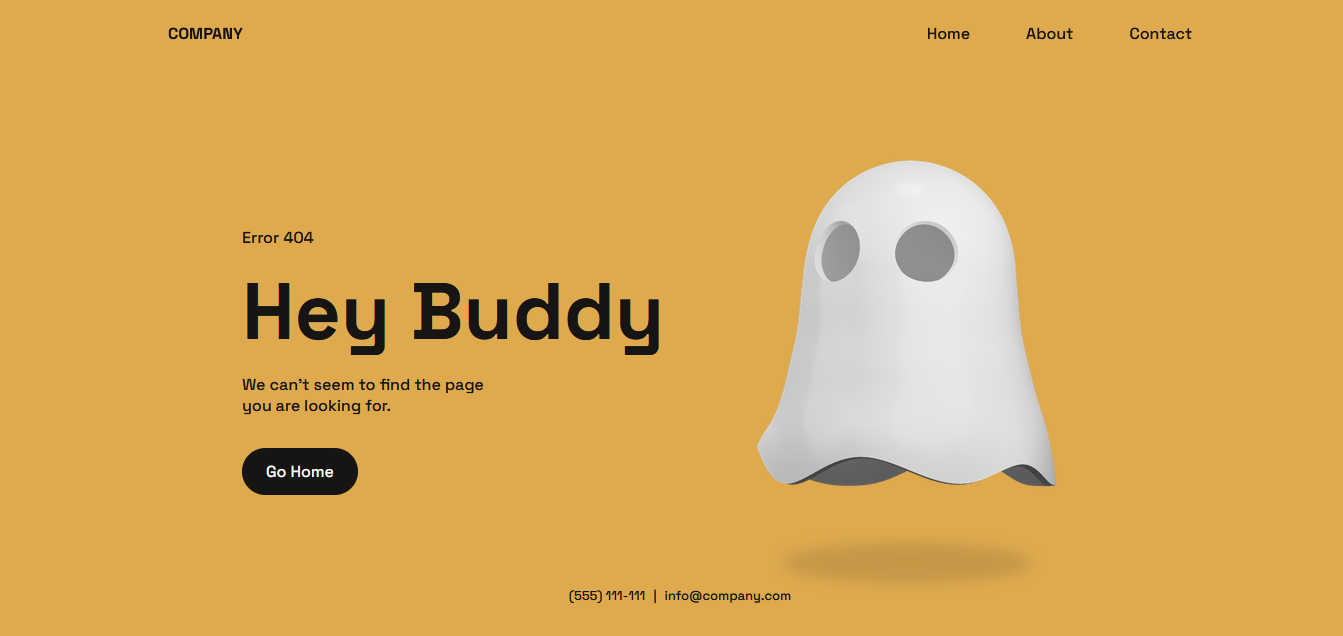 COMPANY
Home About Contact
Error 404
Hey Buddy
We can't seem to find the page
you are looking for.
Go Home
(555) 111-111 | info@company.com